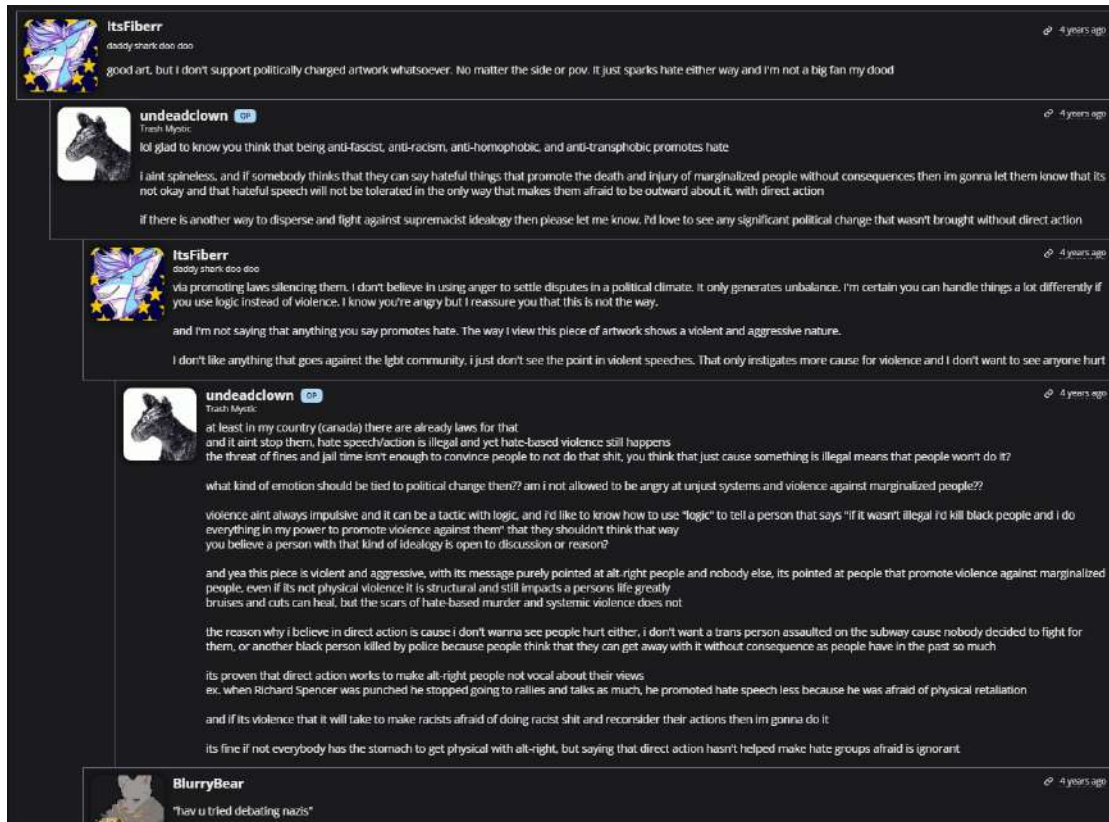 ItsFiberr
4 years ago
daddy shark doo doo
good art, but I don't support politically charged artwork whatsoever. No matter the side or pov. It just sparks hate either way and I'm not a big fan my dood
undeadclown OP
4 years ago
Trash Mystic
lol glad to know you think that being anti-fascist, anti-racism, anti-homophobic, and anti-transphobic promotes hate
i aint spineless, and if somebody thinks that they can say hateful things that promote the death and injury of marginalized people without consequences then im gonna let them know that its
not okay and that hateful speech will not be tolerated in the only way that makes them afraid to be outward about it, with direct action
if there is another way to disperse and fight against supremacist idealogy then please let me know. i'd love to see any significant political change that wasn't brought without direct action
ItsFiberr
4 years ago
daddy shark doo doo
via promoting laws silencing them. I don't believe in using anger to settle disputes in a political climate. It only generates unbalance. I'm certain you can handle things a lot differently if
you use logic instead of violence. I know you're angry but I reassure you that this is not the way.
and I'm not saying that anything you say promotes hate. The way I view this piece of artwork shows a violent and aggressive nature.
I don't like anything that goes against the lgbt community, i just don't see the point in violent speeches. That only instigates more cause for violence and I don't want to see anyone hurt
undeadclown OP
4 years ago
Trash Mystic
at least in my country (canada) there are already laws for that
and it aint stop them, hate speech/action is illegal and yet hate-based violence still happens
the threat of fines and jail time isn't enough to convince people to not do that shit, you think that just cause something is illegal means that people won't do it?
what kind of emotion should be tied to political change then?? am i not allowed to be angry at unjust systems and violence against marginalized people??
violence aint always impulsive and it can be a tactic with logic, and i'd like to know how to use "logic" to tell a person that says "if it wasn't illegal i'd kill black people and i do
everything in my power to promote violence against them" that they shouldn't think that way
you believe a person with that kind of idealogy is open to discussion or reason?
and yea this piece is violent and aggressive, with its message purely pointed at alt-right people and nobody else, its pointed at people that promote violence against marginalized
people, even if its not physical violence it is structural and still impacts a persons life greatly
bruises and cuts can heal, but the scars of hate-based murder and systemic violence does not
the reason why i believe in direct action is cause i don't wanna see people hurt either, i don't want a trans person assaulted on the subway cause nobody decided to fight for
them, or another black person killed by police because people think that they can get away with it without consequence as people have in the past so much
its proven that direct action works to make alt-right people not vocal about their views
ex. when Richard Spencer was punched he stopped going to rallies and talks as much, he promoted hate speech less because he was afraid of physical retaliation
and if its violence that it will take to make racists afraid of doing racist shit and reconsider their actions then im gonna do it
its fine if not everybody has the stomach to get physical with alt-right, but saying that direct action hasn't helped make hate groups afraid is ignorant
BlurryBear
4 years ago
"hav u tried debating nazis"